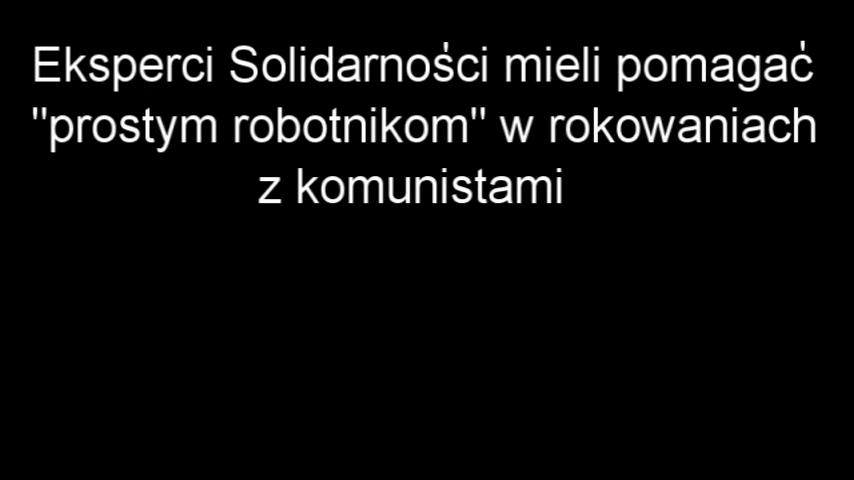 Eksperci Solidarności mieli pomagać
"prostym robotnikom" w rokowaniach
z komunistami